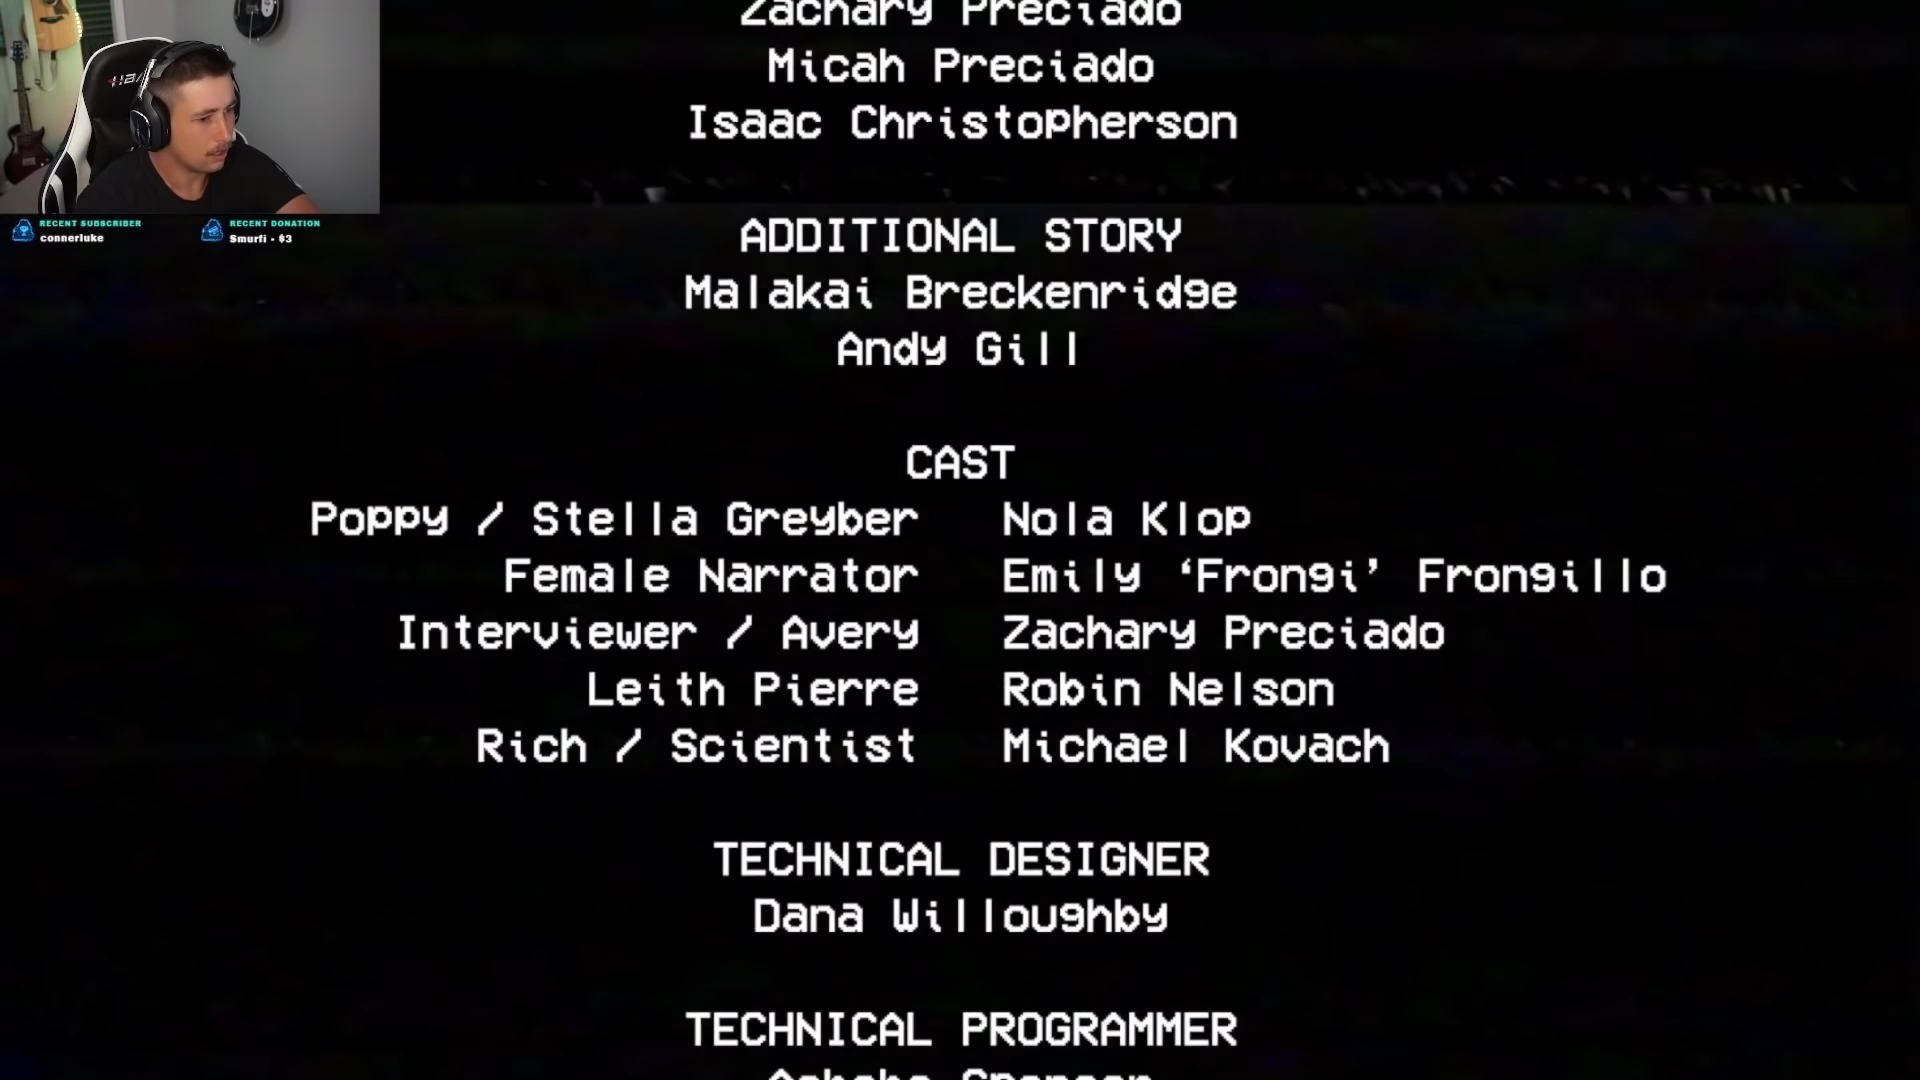 Zachary Preciado
Micah Preciado
Isaac Christopherson
RECENT SUBSCRIBER
connerluke
RECENT DONATION
Smurfi - $3
ADDITIONAL STORY
Malakai Breckenridge
Andy Gill
CAST
Poppy / Stella Greyber Nola Klop
Female Narrator Emily ‘Frongi’ Frongillo
Interviewer / Avery Zachary Preciado
Leith Pierre Robin Nelson
Rich / Scientist Michael Kovach
TECHNICAL DESIGNER
Dana Willoughby
TECHNICAL PROGRAMMER